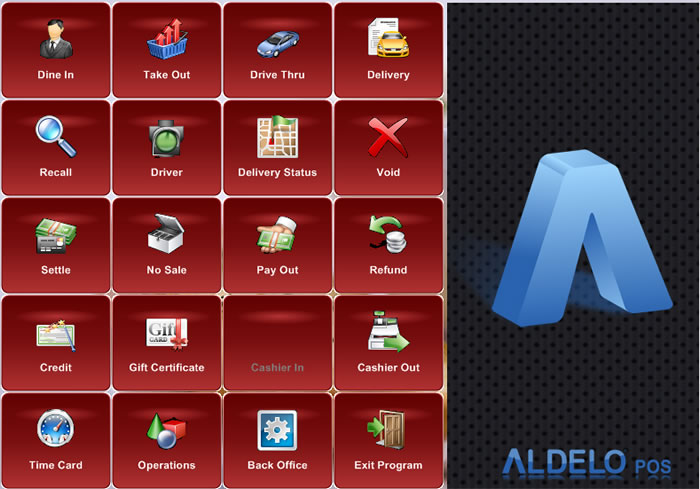 Dine In
Take Out
Drive Thru
Delivery
Recall
Driver
Delivery Status
Void
Settle
No Sale
Pay Out
Refund
Credit
Gift
CARD
Gift Certificate
Cashier In
Cashier Out
Time Card
Operations
Back Office
Exit Program
ALDELO POS